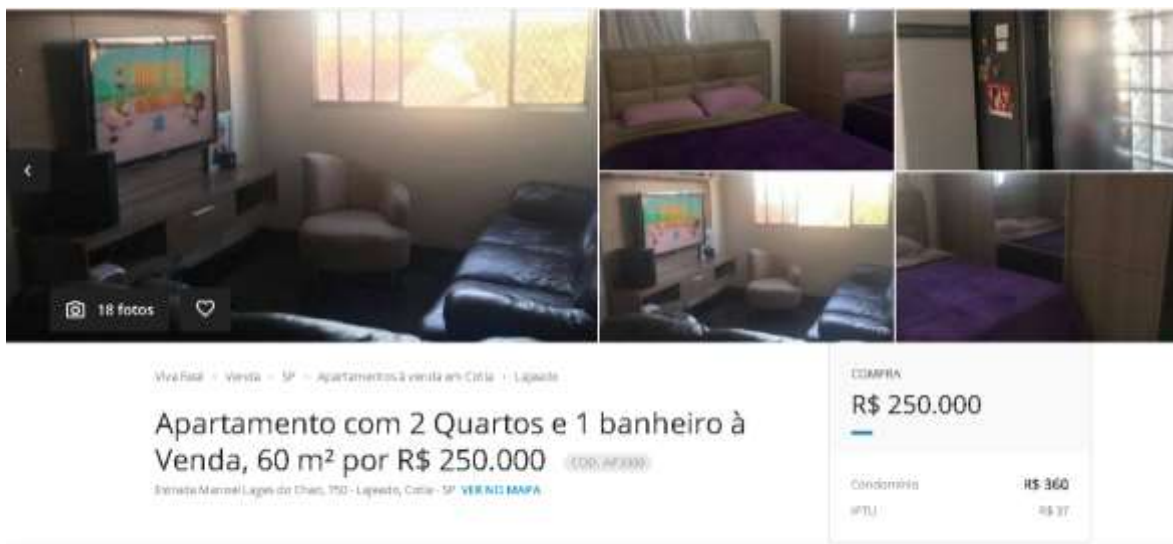 18 fotos
Viva Real Venda SP Apartamentos à venda em Cotia Lajeado
Apartamento com 2 Quartos e 1 banheiro à
Venda, 60 m² por R$ 250.000
Estrada Manoel Lages do Chão, 750 - Lajeado, Cotia - SP VER NO MAPA
COMPRA
R$ 250.000
Condomínio R$ 360
IPTU R$ 37